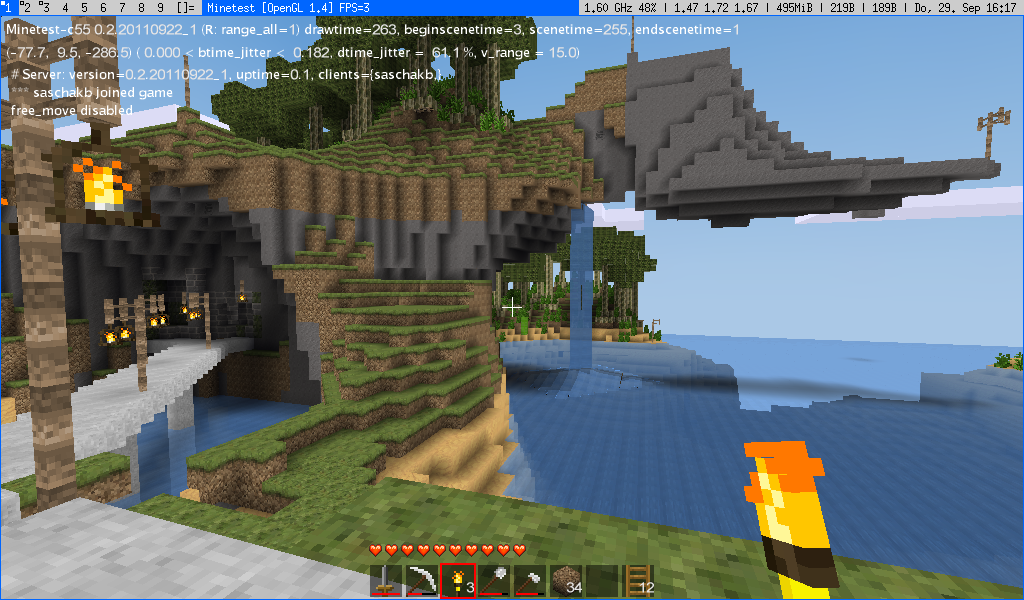 1 2 3 4 5 6 7 8 9 []= Minetest [OpenGL 1.4] FPS=3 1.60 GHz 48% | 1.47 1.72 1.67 | 495MiB | 219B | 189B | Do, 29. Sep 16:17
Minetest-c55 0.2.20110922_1 (R: range_all=1) drawtime=263, beginscenetime=3, scenetime=255, endscenetime=1
(-77.7, 9.5, -286.5) ( 0.000 < btime_jitter < 0.182, dtime_jitter = 61.1 %, v_range = 15.0)
# Server: version=0.2.20110922_1, uptime=0.1, clients={saschakb,}
*** saschakb joined game
free_move disabled
3 34 12